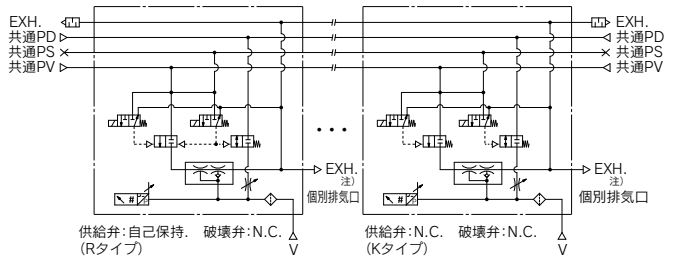 EXH.
共通PD
共通PS
共通PV
EXH.
共通PD
共通PS
共通PV
EXH.
注)
個別排気口
EXH.
注)
個別排気口
#
#
供給弁:自己保持.
(Rタイプ)
破壊弁:N.C.
V
供給弁:N.C.
(Kタイプ)
破壊弁:N.C.
V